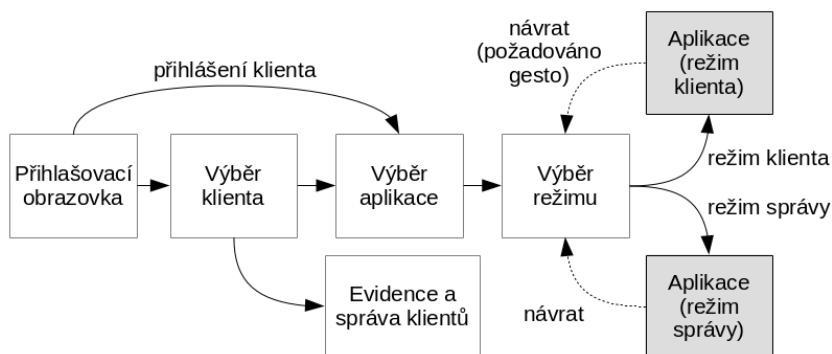 přihlášení klienta
návrat
(požadováno
gesto)
Aplikace
(režim
klienta)
Přihlašovací
obrazovka
Výběr
klienta
Výběr
aplikace
Výběr
režimu
režim klienta
režim správy
Evidence a
správa klientů
návrat
Aplikace
(režim
správy)